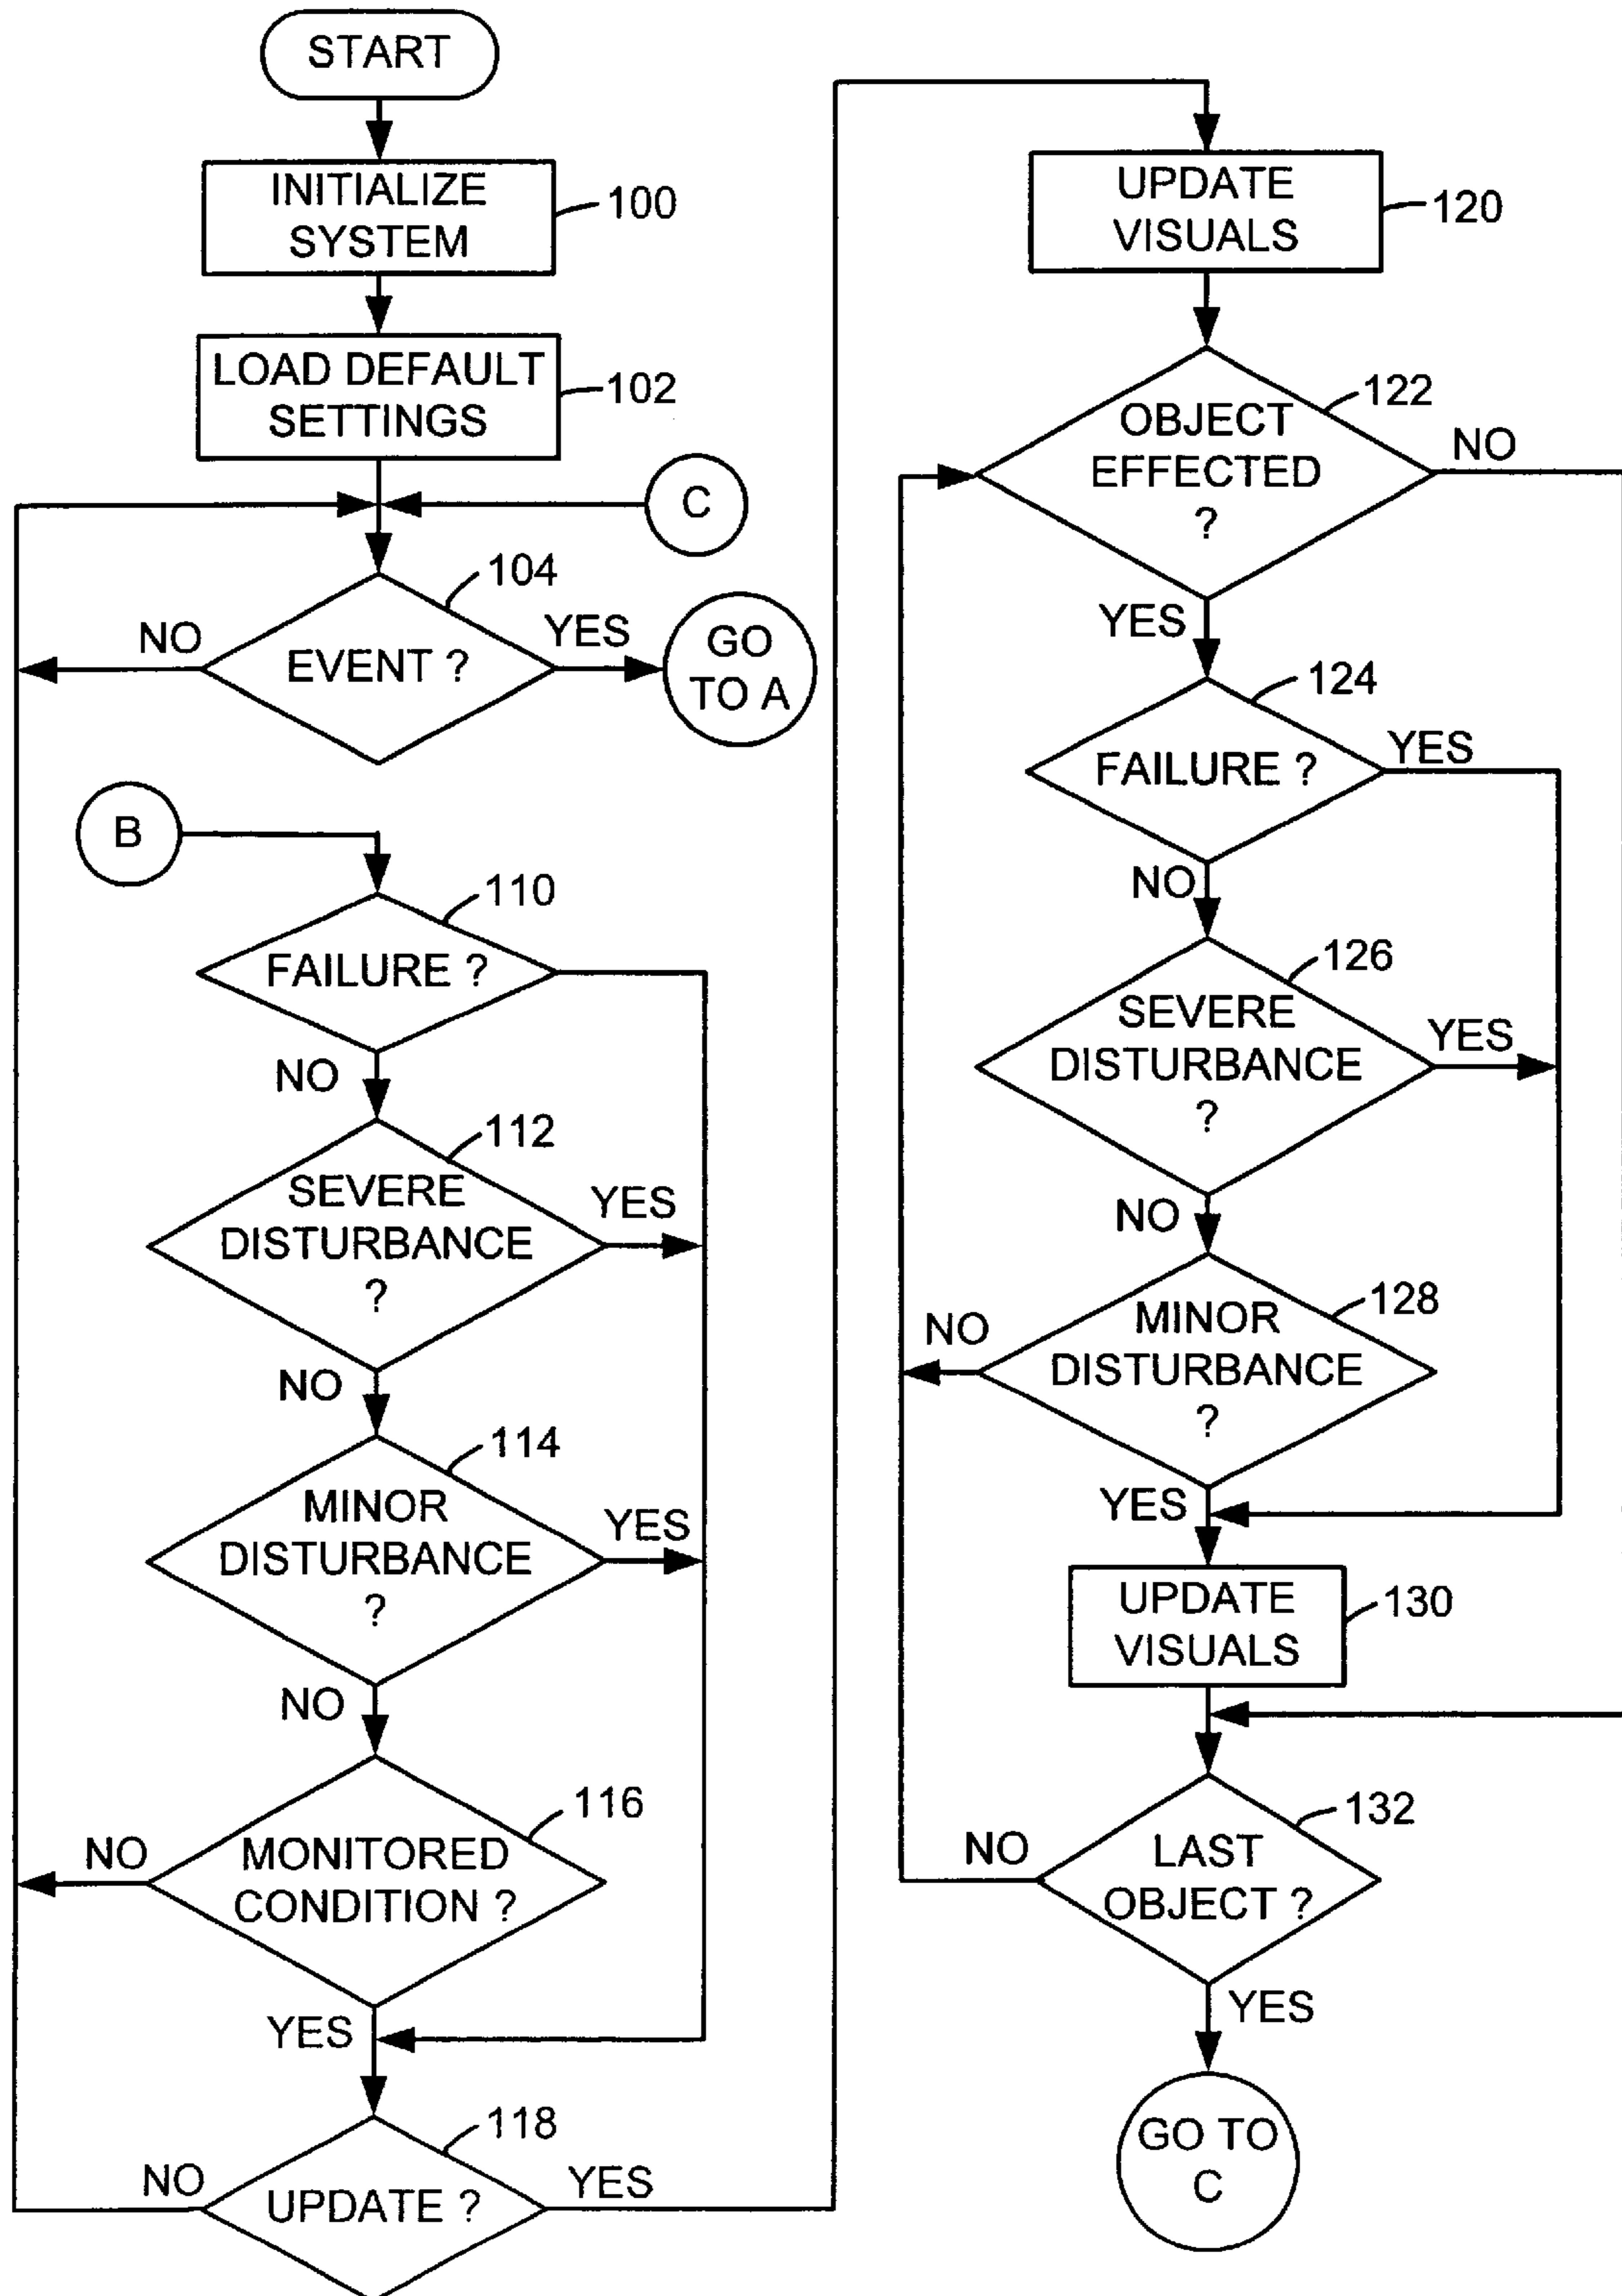 START
INITIALIZE
SYSTEM
100
LOAD DEFAULT
SETTINGS
102
C
104
EVENT ?
NO
YES
GO
TO A
B
110
FAILURE ?
NO
112
SEVERE
DISTURBANCE
?
YES
NO
114
MINOR
DISTURBANCE
?
YES
NO
116
MONITORED
CONDITION ?
NO
YES
118
UPDATE ?
NO
YES
UPDATE
VISUALS
120
122
OBJECT
EFFECTED
?
NO
YES
124
FAILURE ?
YES
NO
126
SEVERE
DISTURBANCE
?
YES
NO
128
MINOR
DISTURBANCE
?
NO
YES
UPDATE
VISUALS
130
132
LAST
OBJECT ?
NO
YES
GO TO
C